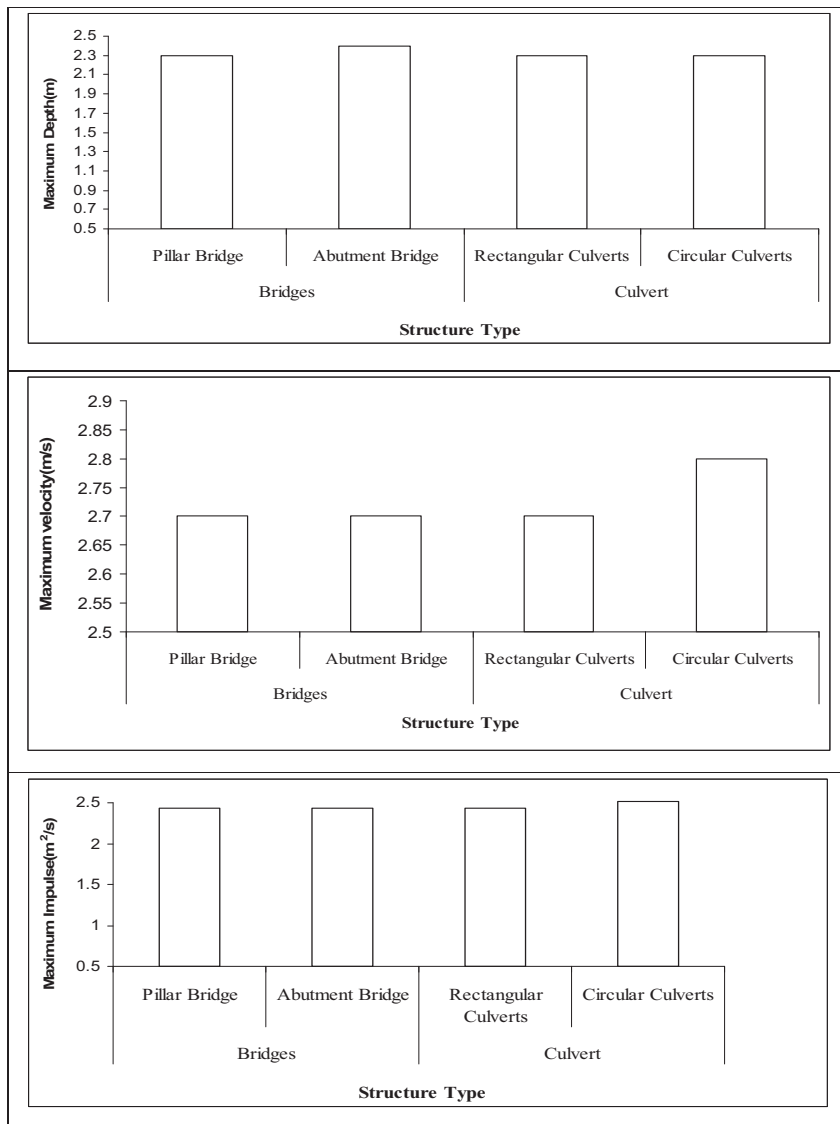 Maximum Depth(m)
2.5
2.3
2.1
1.9
1.7
1.5
1.3
1.1
0.9
0.7
0.5
Pillar Bridge Abutment Bridge Rectangular Culverts Circular Culverts
Bridges Culvert
Structure Type
Maximum velocity(m/s)
2.9
2.85
2.8
2.75
2.7
2.65
2.6
2.55
2.5
Pillar Bridge Abutment Bridge Rectangular Culverts Circular Culverts
Bridges Culvert
Structure Type
Maximum Impulse(m²/s)
2.5
2
1.5
1
0.5
Pillar Bridge Abutment Bridge Rectangular Circular Culverts
Culverts
Bridges Culvert
Structure Type